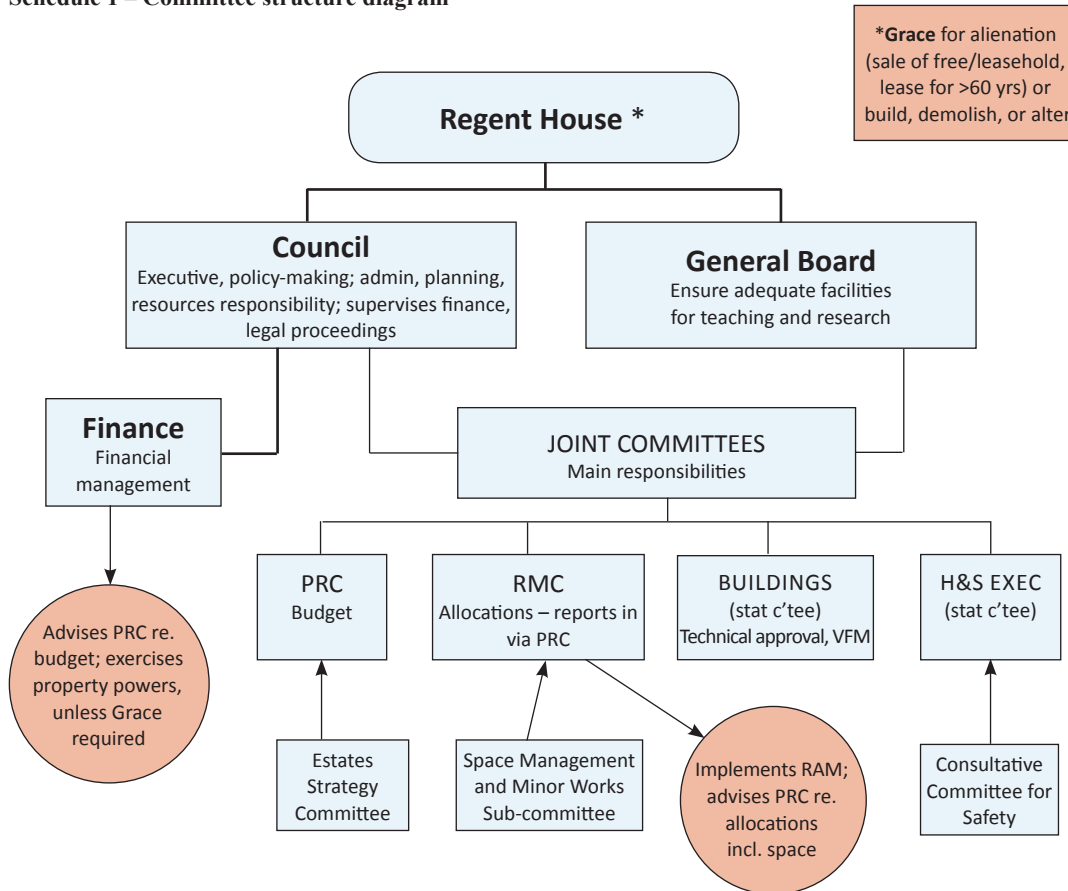 Schedule 1 – Committee structure diagram
*Grace for alienation
(sale of free/leasehold,
lease for >60 yrs) or
build, demolish, or alter
Regent House *
Council
Executive, policy-making; admin, planning,
resources responsibility; supervises finance,
legal proceedings
General Board
Ensure adequate facilities
for teaching and research
Finance
Financial
management
JOINT COMMITTEES
Main responsibilities
PRC
Budget
RMC
Allocations – reports in
via PRC
BUILDINGS
(stat c'tee)
Technical approval, VFM
H&S EXEC
(stat c'tee)
Advises PRC re.
budget; exercises
property powers,
unless Grace
required
Estates
Strategy
Committee
Space Management
and Minor Works
Sub-committee
Implements RAM;
advises PRC re.
allocations
incl. space
Consultative
Committee for
Safety